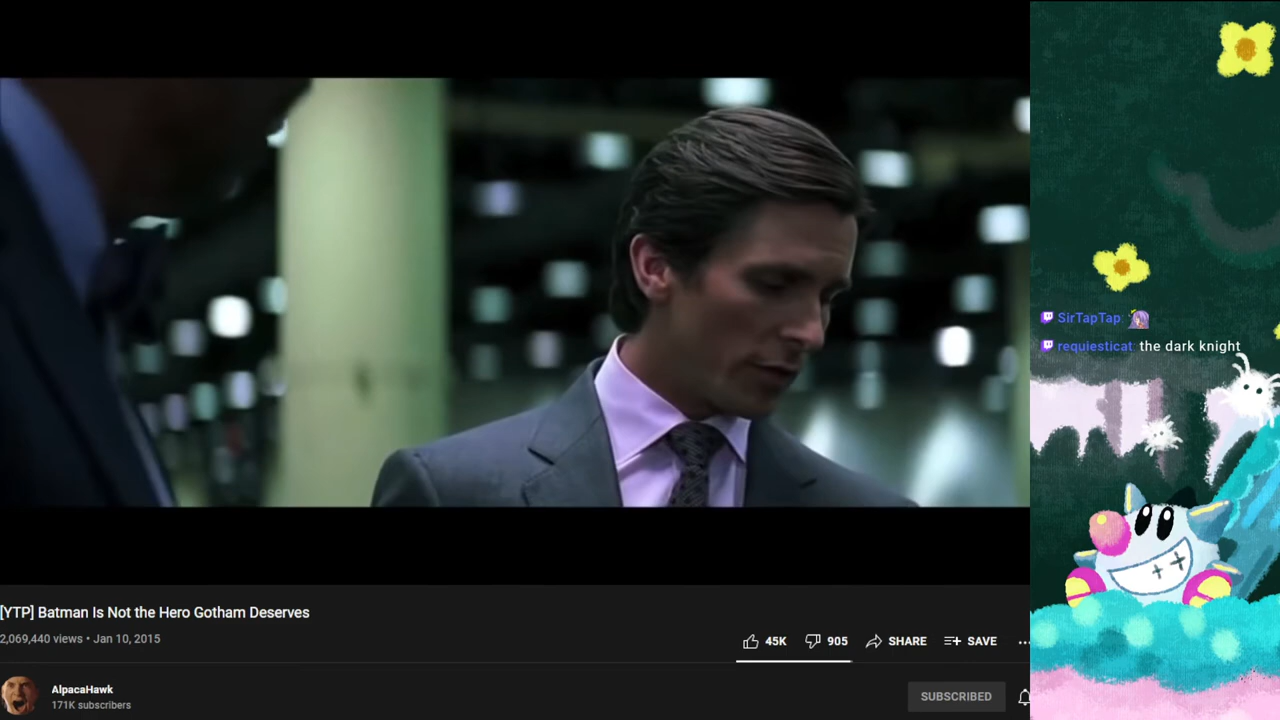 SirTapTap
requiesticat the dark knight
[YTP] Batman Is Not the Hero Gotham Deserves
2,069,440 views • Jan 10, 2015
45K 905 SHARE SAVE ...
AlpacaHawk
171K subscribers
SUBSCRIBED